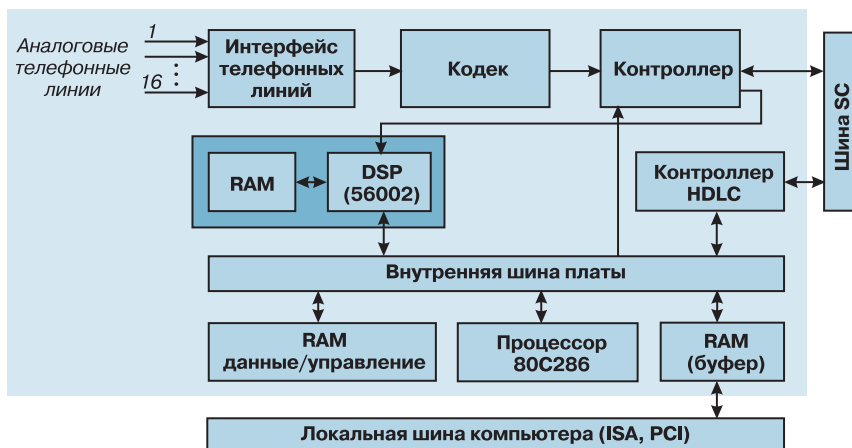 1
Аналоговые
телефонные
линии
16
Интерфейс
телефонных
линий
Кодек
Контроллер
Шина SC
RAM
DSP
(56002)
Контроллер
HDLC
Внутренняя шина платы
RAM
данные/управление
Процессор
80C286
RAM
(буфер)
Локальная шина компьютера (ISA, PCI)